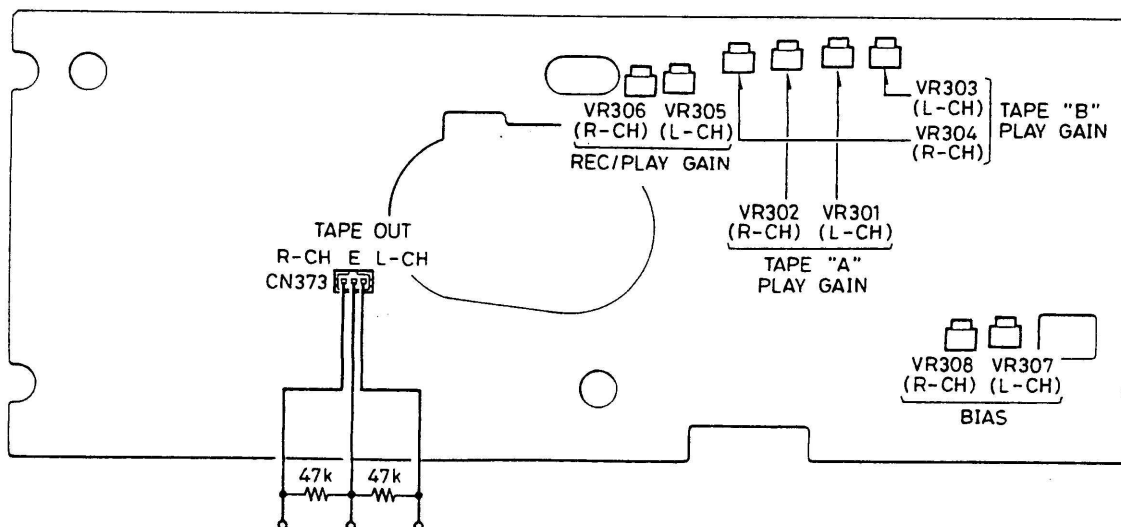 VR306 VR305
(R-CH) (L-CH)
REC/PLAY GAIN
VR303
(L-CH)
VR304
(R-CH)
TAPE "B"
PLAY GAIN
VR302 VR301
(R-CH) (L-CH)
TAPE "A"
PLAY GAIN
TAPE OUT
R-CH E L-CH
CN373
VR308 VR307
(R-CH) (L-CH)
BIAS
47k 47k